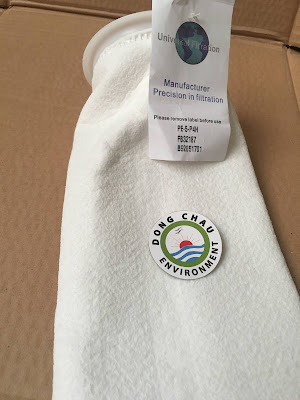 Manufacturer
Precision in filtration
Please remove label before use
PE-5-P4H
DONG CHAU
ENVIRONMENT